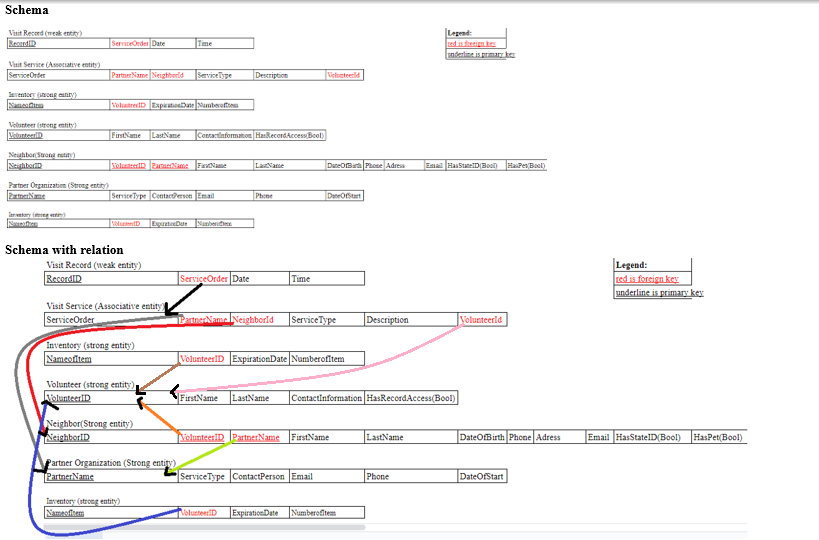 Schema
Visit Record (weak entity)
RecordID ServiceOrder Date Time
Legend:
red is foreign key
underline is primary key
Visit Service (Associative entity)
ServiceOrder PartnerName NeighborId ServiceType Description VolunteerId
Inventory (strong entity)
NameofItem VolunteerID ExpirationDate NumberofItem
Volunteer (strong entity)
VolunteerID FirstName LastName ContactInformation HasRecordAccess(Bool)
Neighbor(Strong entity)
NeighborID VolunteerID PartnerName FirstName LastName DateOfBirth Phone Adress Email HasStateID(Bool) HasPet(Bool)
Partner Organization (Strong entity)
PartnerName ServiceType ContactPerson Email Phone DateOfStart
Inventory (strong entity)
NameofItem VolunteerID ExpirationDate NumberofItem
Schema with relation
Visit Record (weak entity)
RecordID ServiceOrder Date Time
Legend:
red is foreign key
underline is primary key
Visit Service (Associative entity)
ServiceOrder PartnerName NeighborId ServiceType Description VolunteerId
Inventory (strong entity)
NameofItem VolunteerID ExpirationDate NumberofItem
Volunteer (strong entity)
VolunteerID FirstName LastName ContactInformation HasRecordAccess(Bool)
Neighbor(Strong entity)
NeighborID VolunteerID PartnerName FirstName LastName DateOfBirth Phone Adress Email HasStateID(Bool) HasPet(Bool)
Partner Organization (Strong entity)
PartnerName ServiceType ContactPerson Email Phone DateOfStart
Inventory (strong entity)
NameofItem VolunteerID ExpirationDate NumberofItem